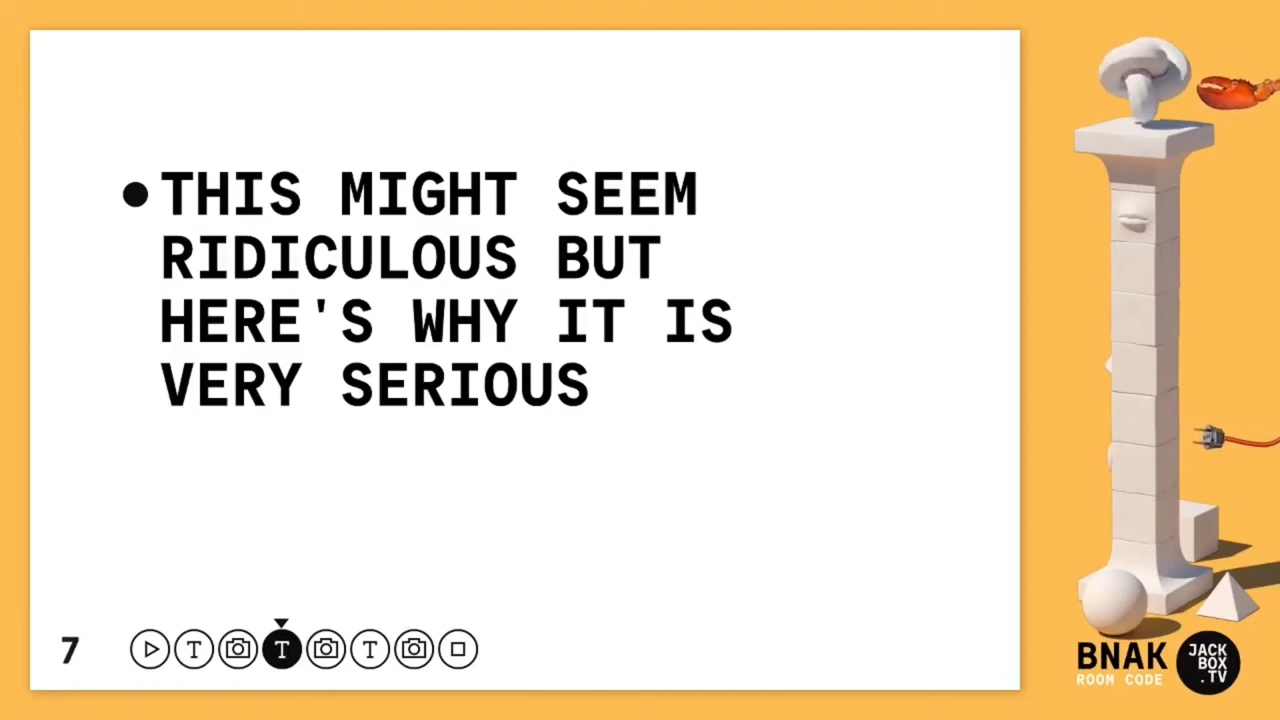 ● THIS MIGHT SEEM
RIDICULOUS BUT
HERE'S WHY IT IS
VERY SERIOUS
7
T
T
T
BNAK
ROOM CODE
JACK
BOX
.TV